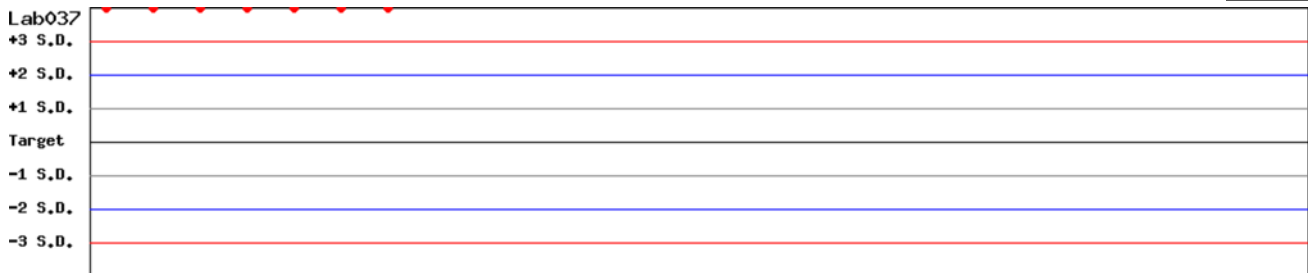 Lab037
+3 S.D.
+2 S.D.
+1 S.D.
Target
-1 S.D.
-2 S.D.
-3 S.D.